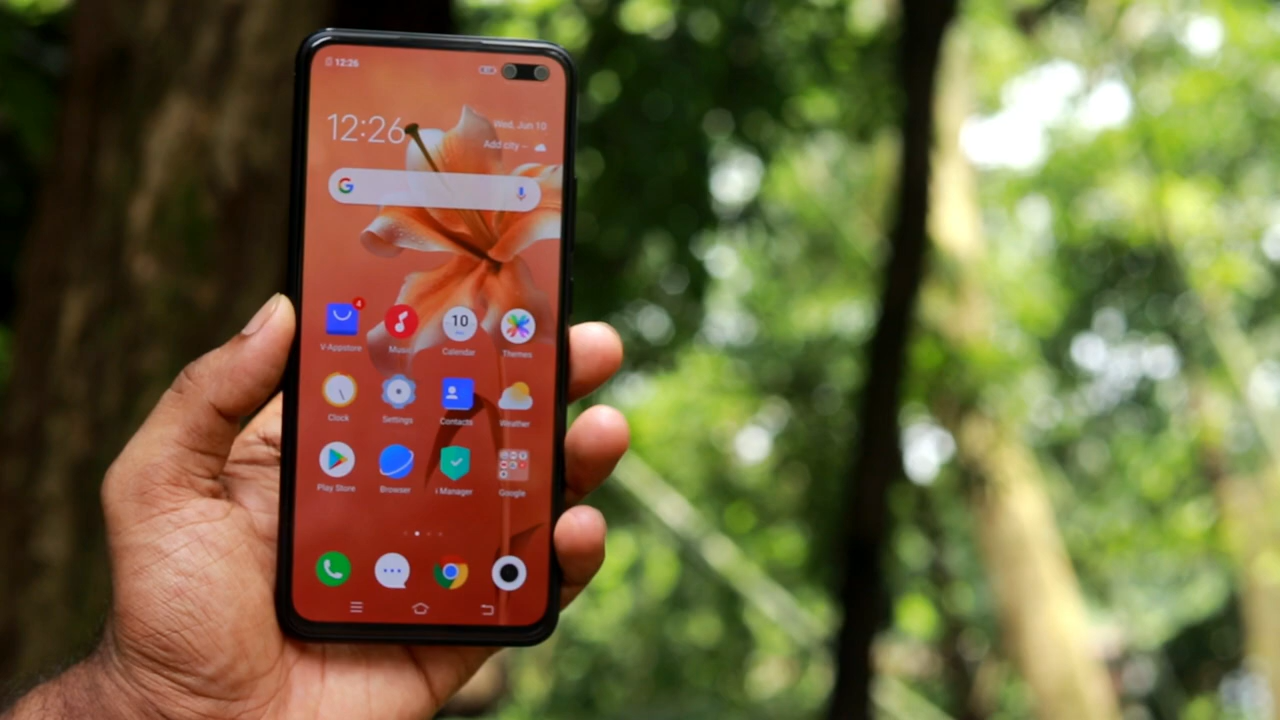 12:26
12:26
Wed, Jun 10
Add city –
G
4
V-Appstore
Music
10
Calendar
Themes
Clock
Settings
Contacts
Weather
Play Store
Browser
i Manager
Google